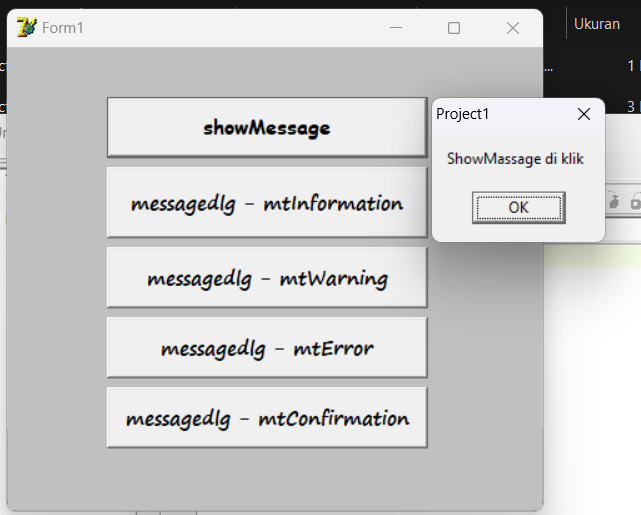 Form1
Ukuran
...
1
3
showMessage
Project1
ShowMassage di klik
OK
messagedlg - mtInformation
messagedlg - mtWarning
messagedlg - mtError
messagedlg - mtConfirmation